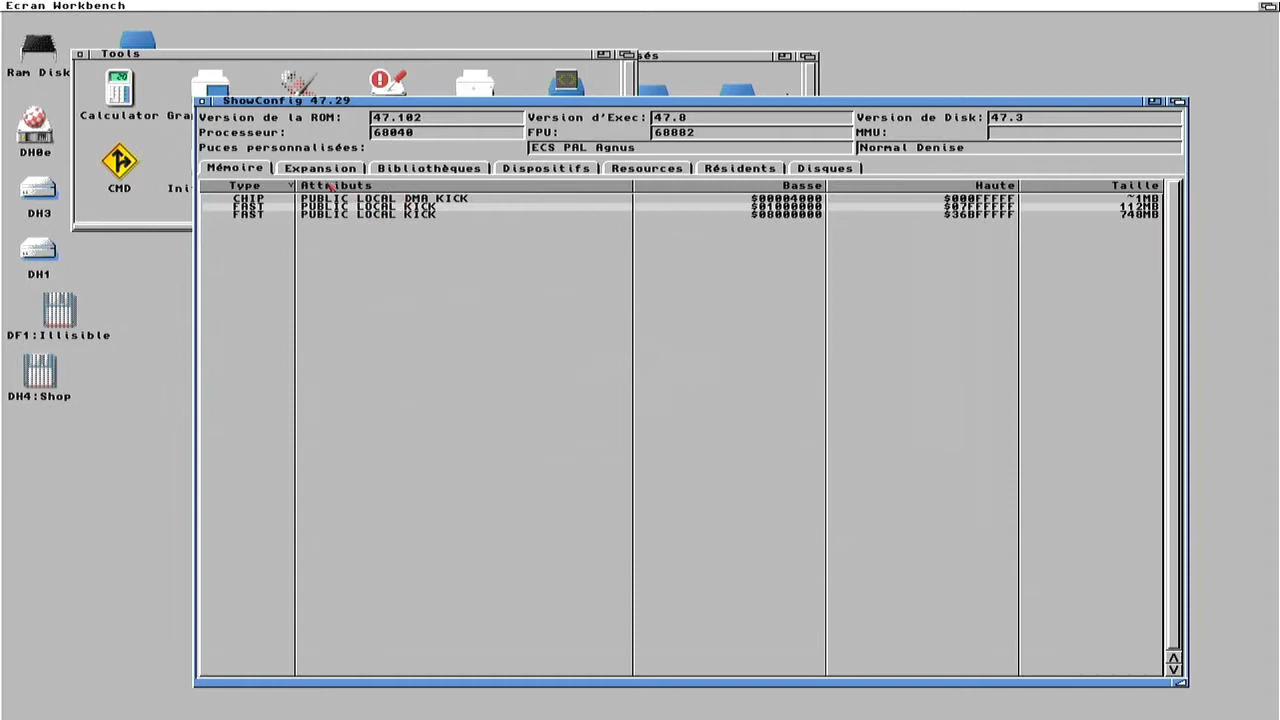 Ecran Workbench
Ram Disk
DH0e
DH3
DH1
DF1:Illisible
DH4:Shop
Tools
sés
Calculator Gra
CMD Ini
ShowConfig 47.29
Version de la ROM: 47.102 Version d'Exec: 47.8 Version de Disk: 47.3
Processeur: 68040 FPU: 68882 MMU:
Puces personnalisées: ECS PAL Agnus Normal Denise
Mémoire Expansion Bibliothèques Dispositifs Resources Résidents Disques
Type Attributs Basse Haute Taille
CHIP PUBLIC LOCAL DMA KICK $00004000 $000FFFFF ~1MB
FAST PUBLIC LOCAL KICK $01000000 $07FFFFFF 112MB
FAST PUBLIC LOCAL KICK $08000000 $36BFFFFF 748MB